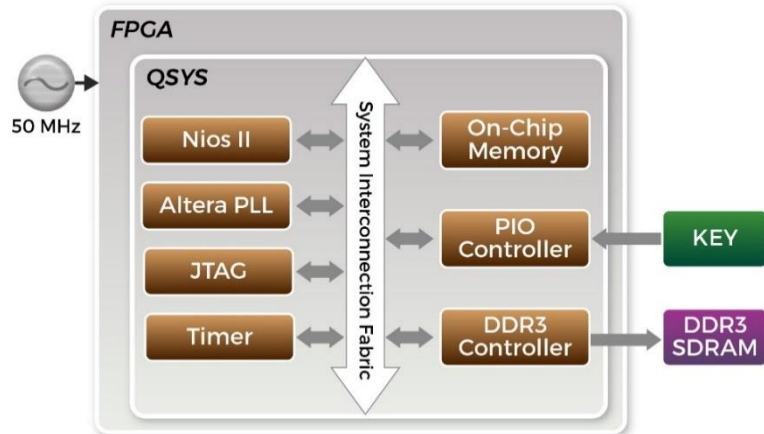 FPGA
QSYS
50 MHz
Nios II
Altera PLL
JTAG
Timer
System Interconnection Fabric
On-Chip
Memory
PIO
Controller
DDR3
Controller
KEY
DDR3
SDRAM